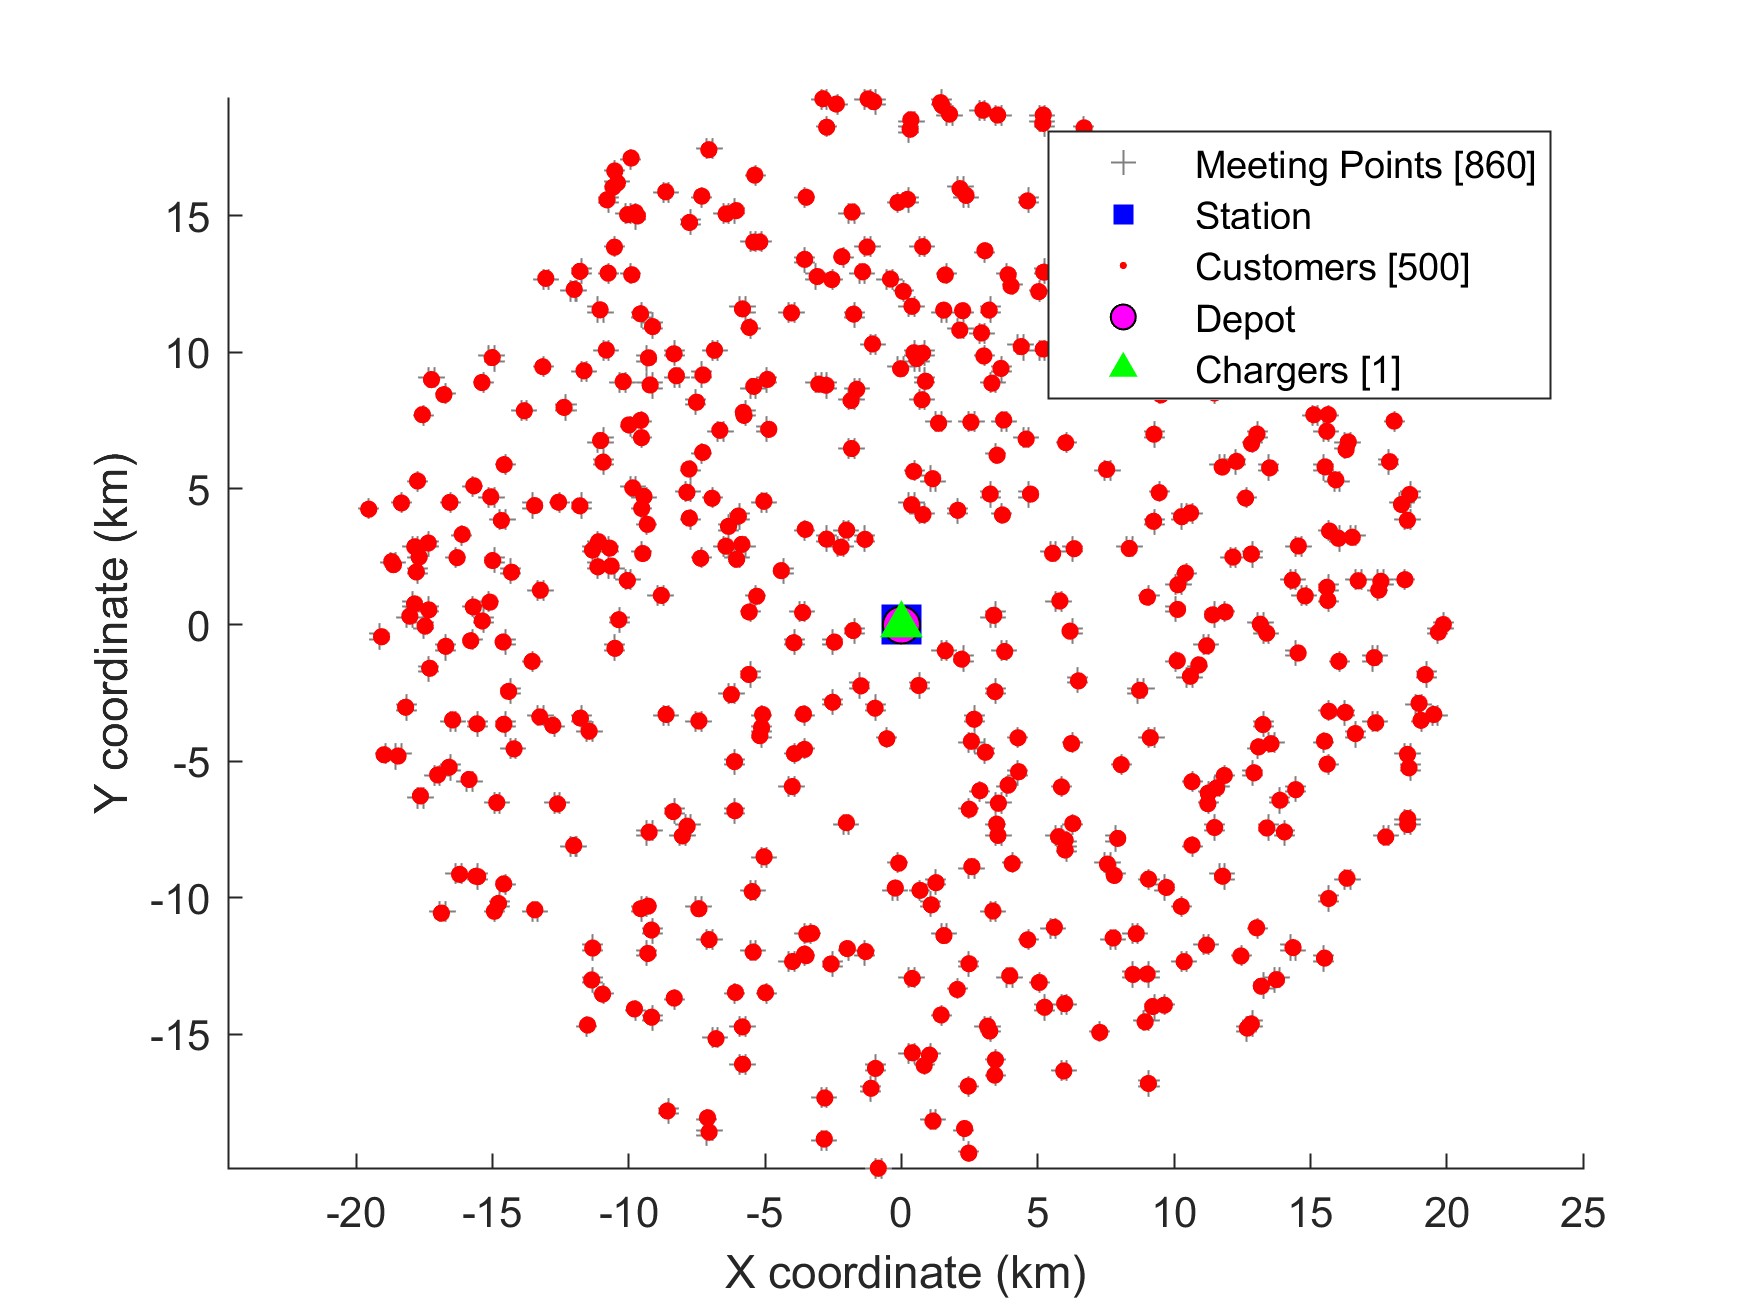 Meeting Points [860]
Station
Customers [500]
Depot
Chargers [1]
15
10
5
0
-5
-10
-15
Y coordinate (km)
-20 -15 -10 -5 0 5 10 15 20 25
X coordinate (km)